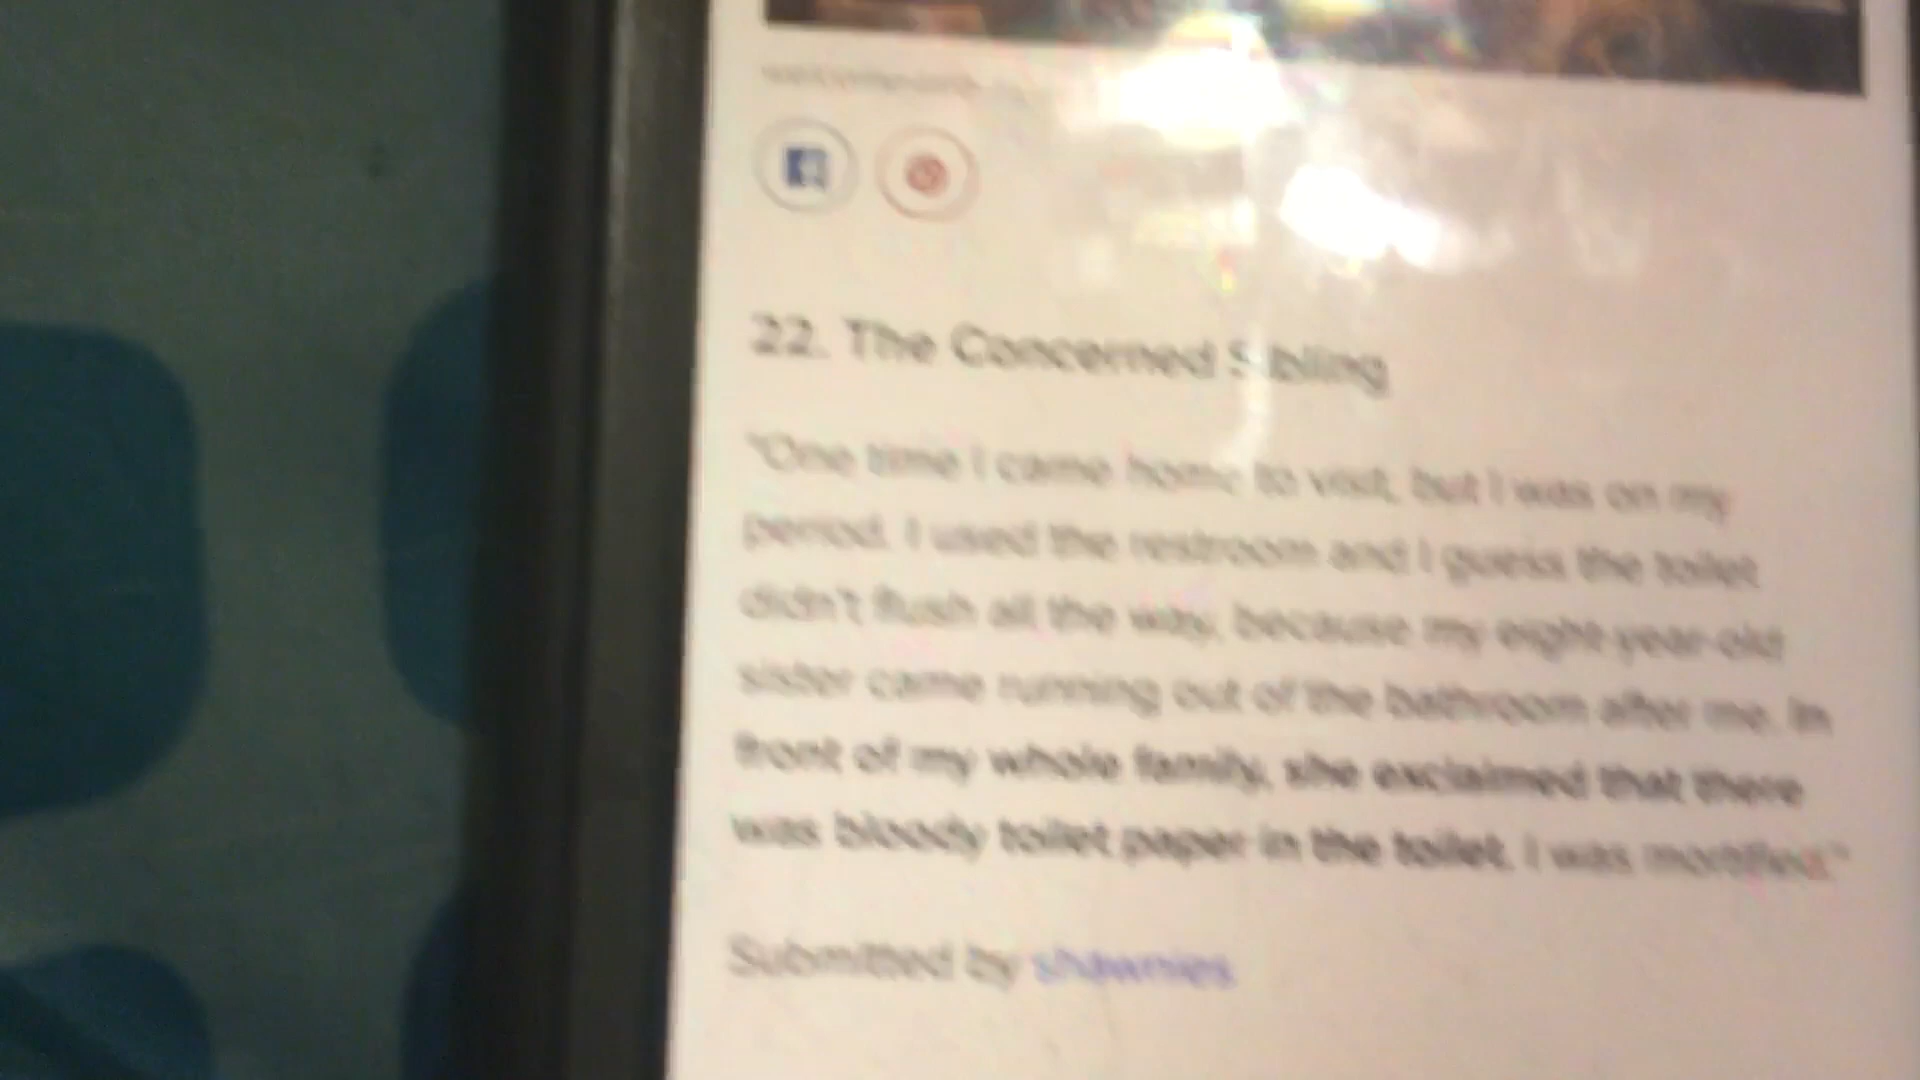 22. The Concerned Sibling
"One time I came home to visit, but I was on my
period. I used the restroom and I guess the toilet
didn't flush all the way, because my eight-year-old
sister came running out of the bathroom after me. In
front of my whole family, she exclaimed that there
was bloody toilet paper in the toilet. I was mortified."
Submitted by shawnies